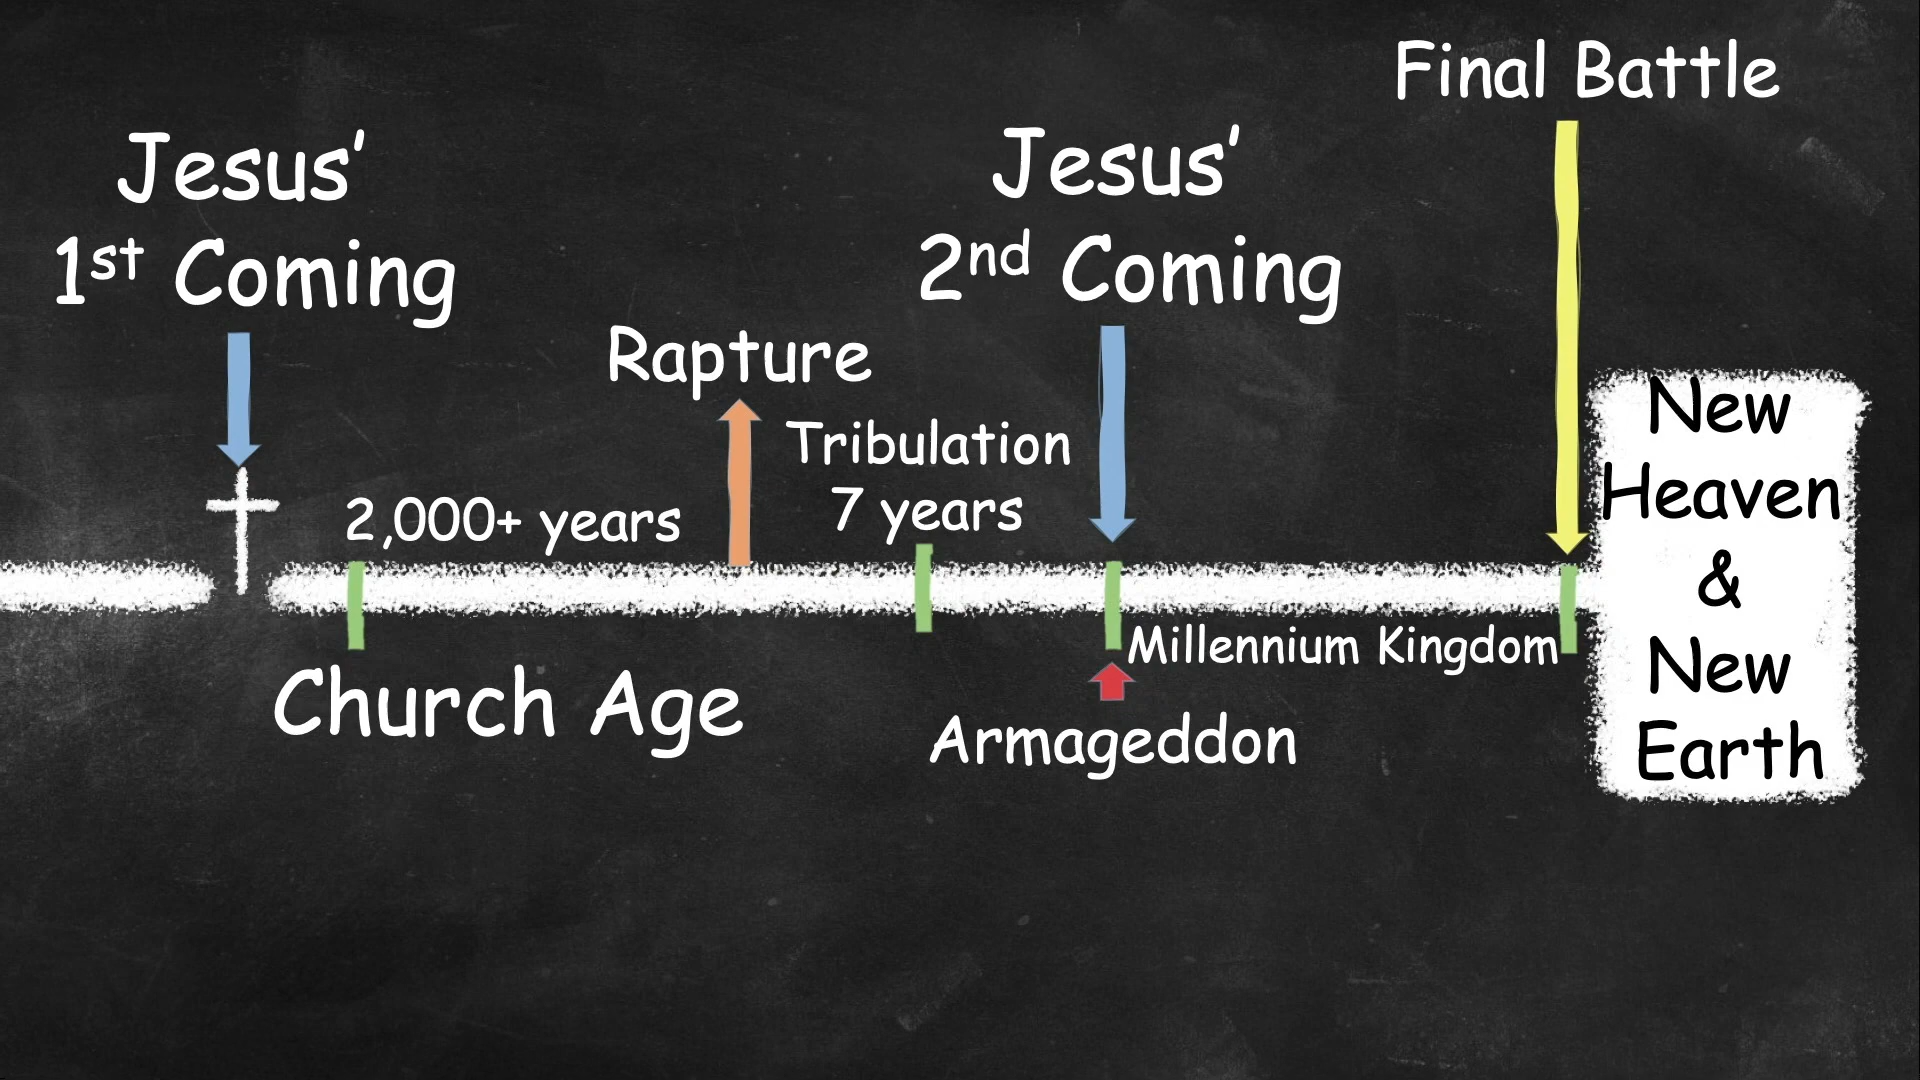 Final Battle
Jesus’
1st Coming
Jesus’
2nd Coming
Rapture
Tribulation
7 years
2,000+ years
New
Heaven
&
New
Earth
Millennium Kingdom
Church Age
Armageddon